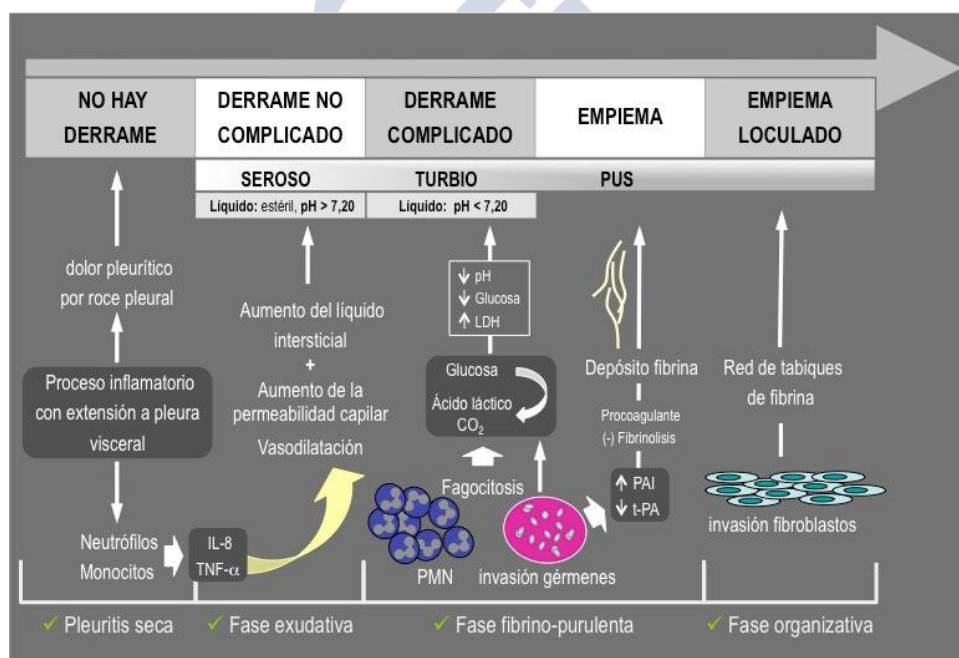 NO HAY
DERRAME
DERRAME NO
COMPLICADO
DERRAME
COMPLICADO
EMPIEMA
EMPIEMA
LOCULADO
SEROSO
TURBIO
PUS
Líquido: estéril, pH > 7,20
Líquido: pH < 7,20
dolor pleurítico
por roce pleural
Proceso inflamatorio
con extensión a pleura
visceral
Neutrófilos
Monocitos
IL-8
TNF-α
Aumento del líquido
intersticial
+
Aumento de la
permeabilidad capilar
Vasodilatación
↓ pH
↓ Glucosa
↑ LDH
Glucosa
Ácido láctico
CO₂
Fagocitosis
PMN
invasión gérmenes
Depósito fibrina
Procoagulante
(-) Fibrinolisis
↑ PAI
↓ t-PA
Red de tabiques
de fibrina
invasión fibroblastos
✓ Pleuritis seca
✓ Fase exudativa
✓ Fase fibrino-purulenta
✓ Fase organizativa